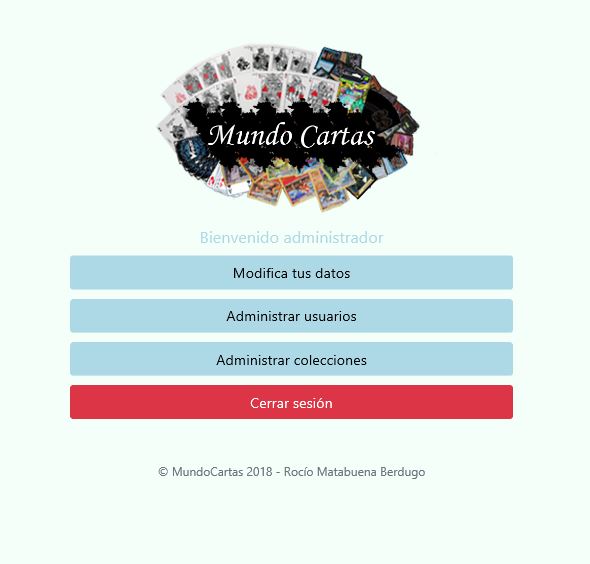 Mundo Cartas
Bienvenido administrador
Modifica tus datos
Administrar usuarios
Administrar colecciones
Cerrar sesión
© MundoCartas 2018 - Rocío Matabuena Berdugo